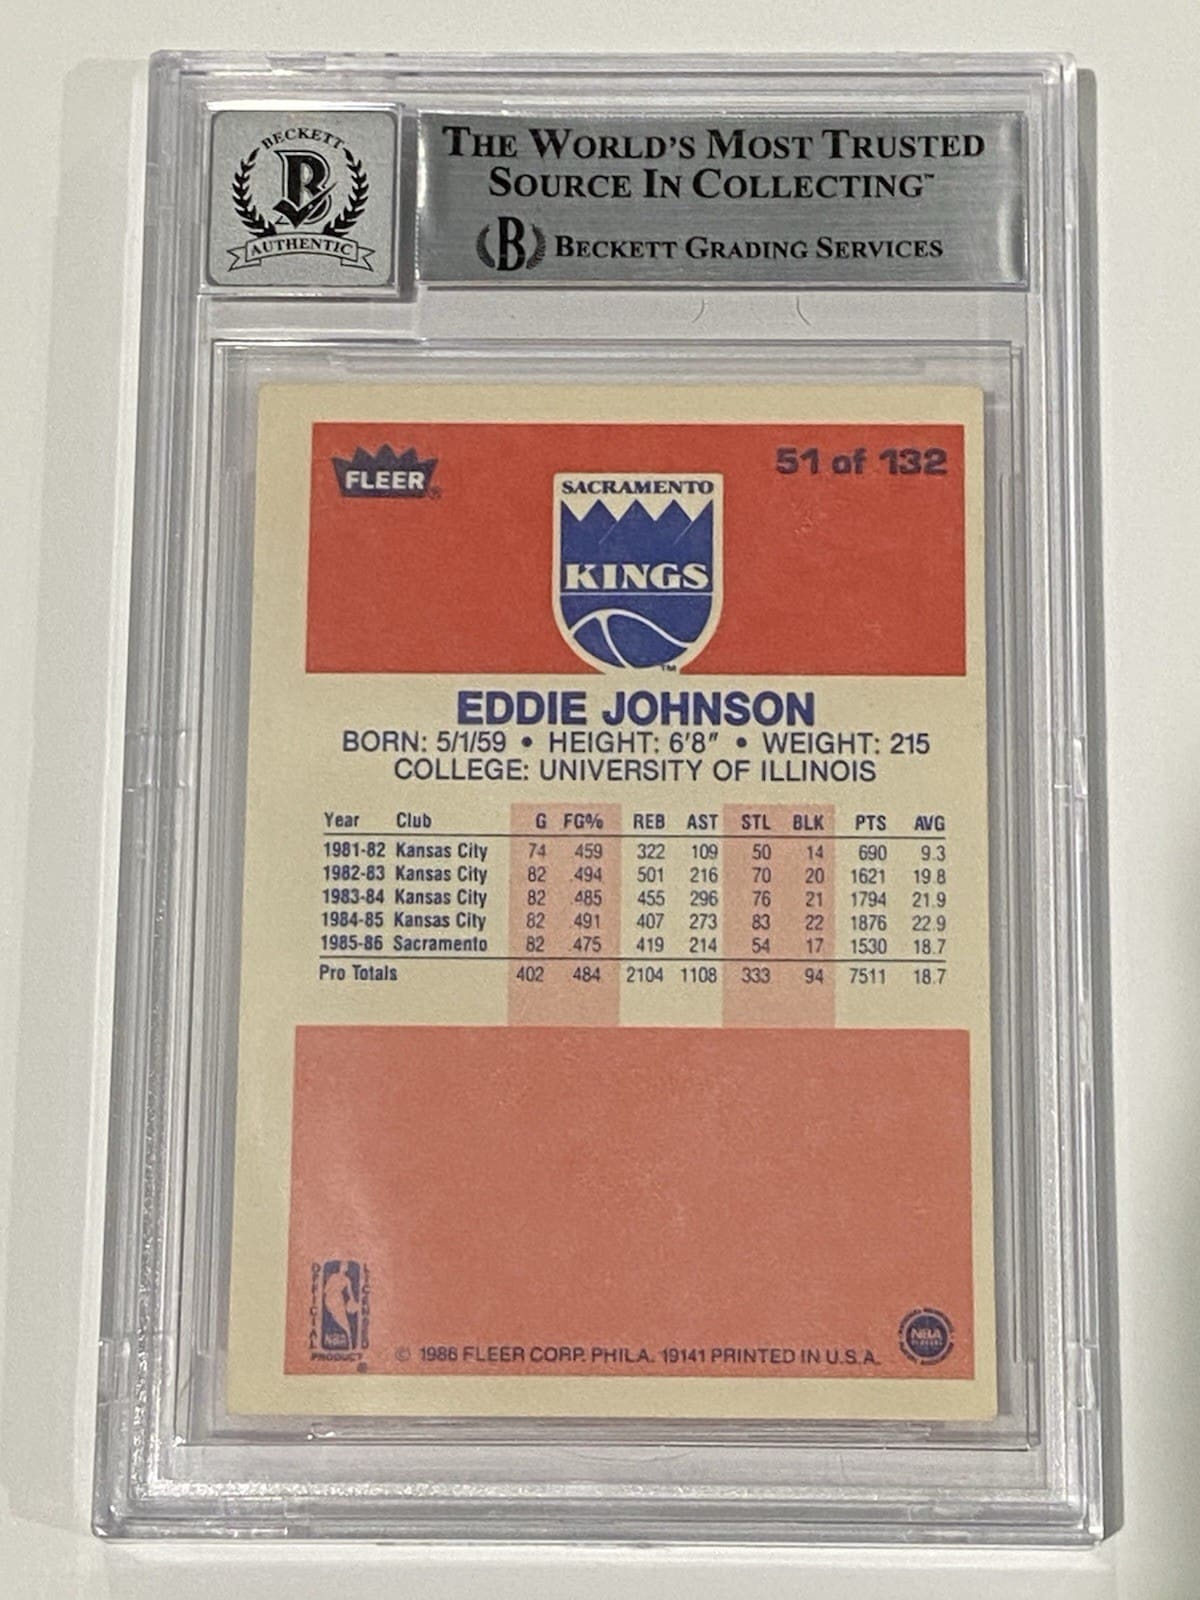 BECKETT
B
AUTHENTIC
THE WORLD'S MOST TRUSTED
SOURCE IN COLLECTING™
B BECKETT GRADING SERVICES
FLEER®
51 of 132
SACRAMENTO
KINGS
TM
EDDIE JOHNSON
BORN: 5/1/59 • HEIGHT: 6'8" • WEIGHT: 215
COLLEGE: UNIVERSITY OF ILLINOIS
Year Club G FG% REB AST STL BLK PTS AVG
1981-82 Kansas City 74 .459 322 109 50 14 690 9.3
1982-83 Kansas City 82 .494 501 216 70 20 1621 19.8
1983-84 Kansas City 82 .485 455 296 76 21 1794 21.9
1984-85 Kansas City 82 .491 407 273 83 22 1876 22.9
1985-86 Sacramento 82 .475 419 214 54 17 1530 18.7
Pro Totals 402 .484 2104 1108 333 94 7511 18.7
OFFICIAL
LICENSED
NBA
PRODUCT
© 1986 FLEER CORP. PHILA. 19141 PRINTED IN U.S.A.
NBA
PLAYERS